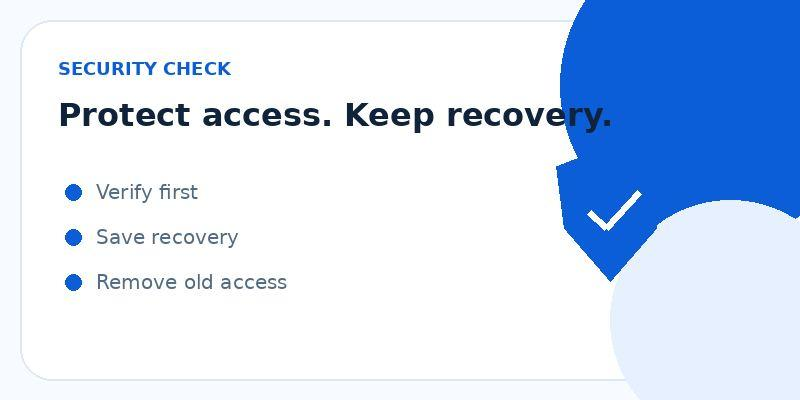 SECURITY CHECK
Protect access. Keep recovery.
Verify first
Save recovery
Remove old access